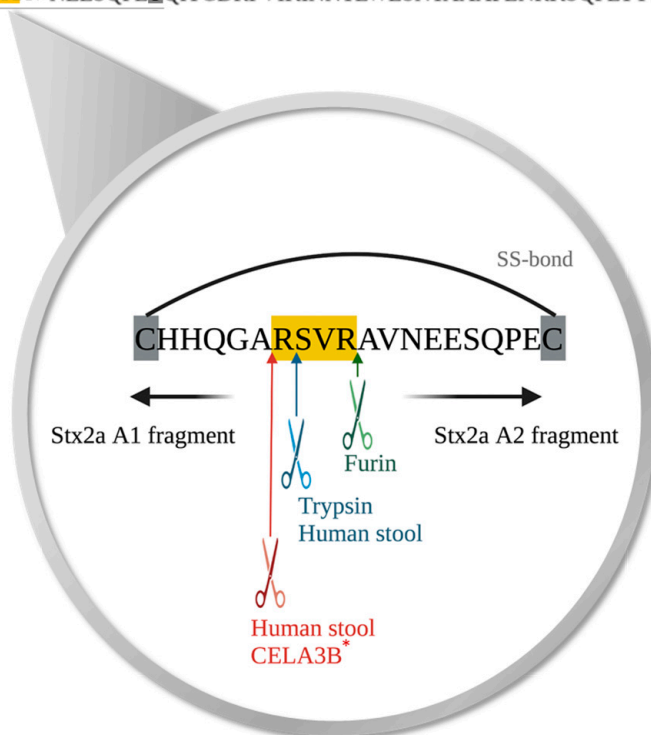 SS-bond
CHHQGARSVRAVNEESQPEC
Stx2a A1 fragment
Stx2a A2 fragment
Furin
Trypsin
Human stool
Human stool
CELA3B*